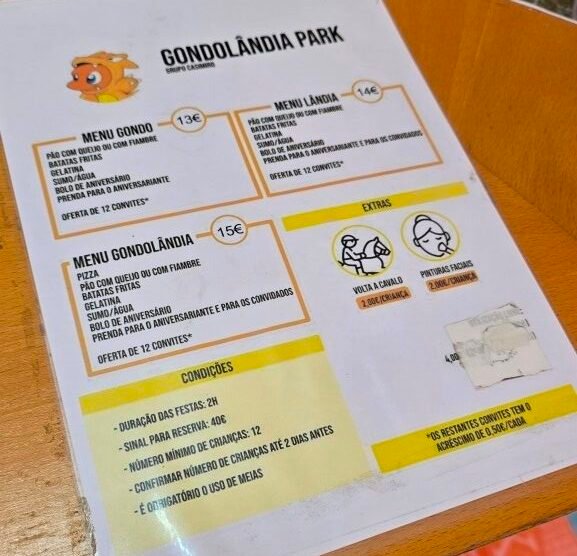 GONDOLÂNDIA PARK
GRUPO CASIMIRO
MENU GONDO
13€
PÃO COM QUEIJO OU COM FIAMBRE
BATATAS FRITAS
GELATINA
SUMO/ÁGUA
BOLO DE ANIVERSÁRIO
PRENDA PARA O ANIVERSARIANTE
OFERTA DE 12 CONVITES*
MENU LÂNDIA
14€
PÃO COM QUEIJO OU COM FIAMBRE
BATATAS FRITAS
GELATINA
SUMO/ÁGUA
BOLO DE ANIVERSÁRIO
PRENDA PARA O ANIVERSARIANTE E PARA OS CONVIDADOS
OFERTA DE 12 CONVITES*
MENU GONDOLÂNDIA
15€
PIZZA
PÃO COM QUEIJO OU COM FIAMBRE
BATATAS FRITAS
GELATINA
SUMO/ÁGUA
BOLO DE ANIVERSÁRIO
PRENDA PARA O ANIVERSARIANTE E PARA OS CONVIDADOS
OFERTA DE 12 CONVITES*
EXTRAS
VOLTA A CAVALO
2,00€/CRIANÇA
PINTURAS FACIAIS
2,00€/CRIANÇA
4,00
*OS RESTANTES CONVITES TEM O
ACRÉSCIMO DE 0,50€/CADA
CONDIÇÕES
- DURAÇÃO DAS FESTAS: 2H
- SINAL PARA RESERVA: 40€
- NÚMERO MÍNIMO DE CRIANÇAS: 12
- CONFIRMAR NÚMERO DE CRIANÇAS ATÉ 2 DIAS ANTES
- É OBRIGATÓRIO O USO DE MEIAS